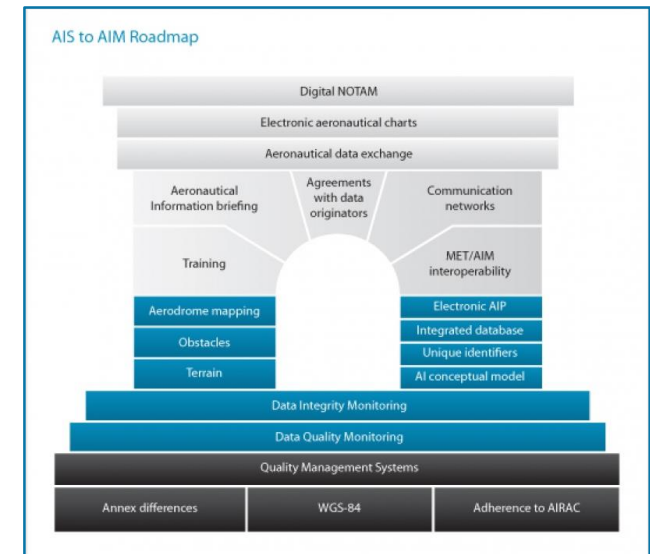 AIS to AIM Roadmap
Digital NOTAM
Electronic aeronautical charts
Aeronautical data exchange
Aeronautical
Information briefing
Agreements
with data
originators
Communication
networks
Training
MET/AIM
interoperability
Aerodrome mapping
Obstacles
Terrain
Electronic AIP
Integrated database
Unique identifiers
AI conceptual model
Data Integrity Monitoring
Data Quality Monitoring
Quality Management Systems
Annex differences
WGS-84
Adherence to AIRAC